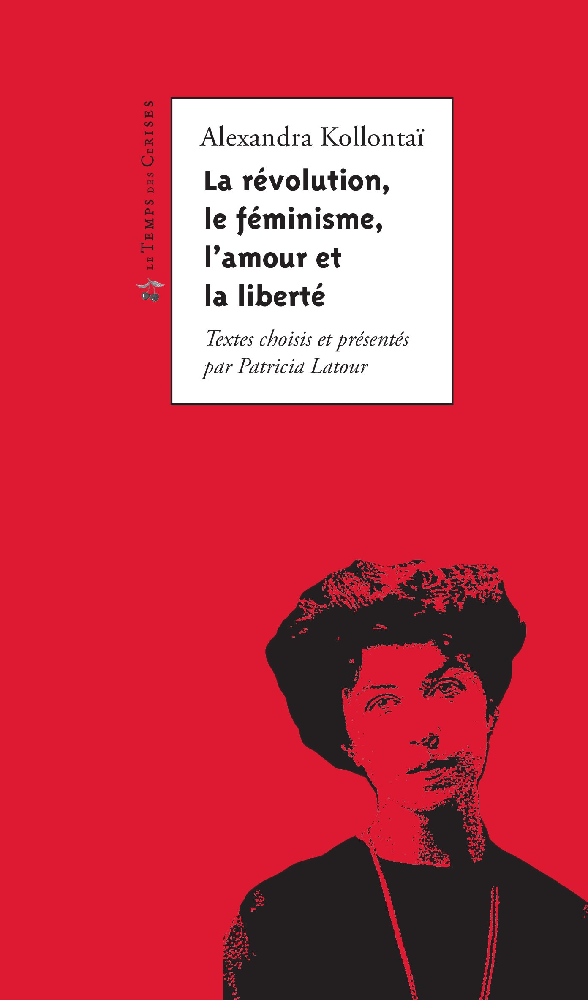 LE TEMPS DES CERISES
Alexandra Kollontaï
La révolution,
le féminisme,
l’amour et
la liberté
Textes choisis et présentés
par Patricia Latour